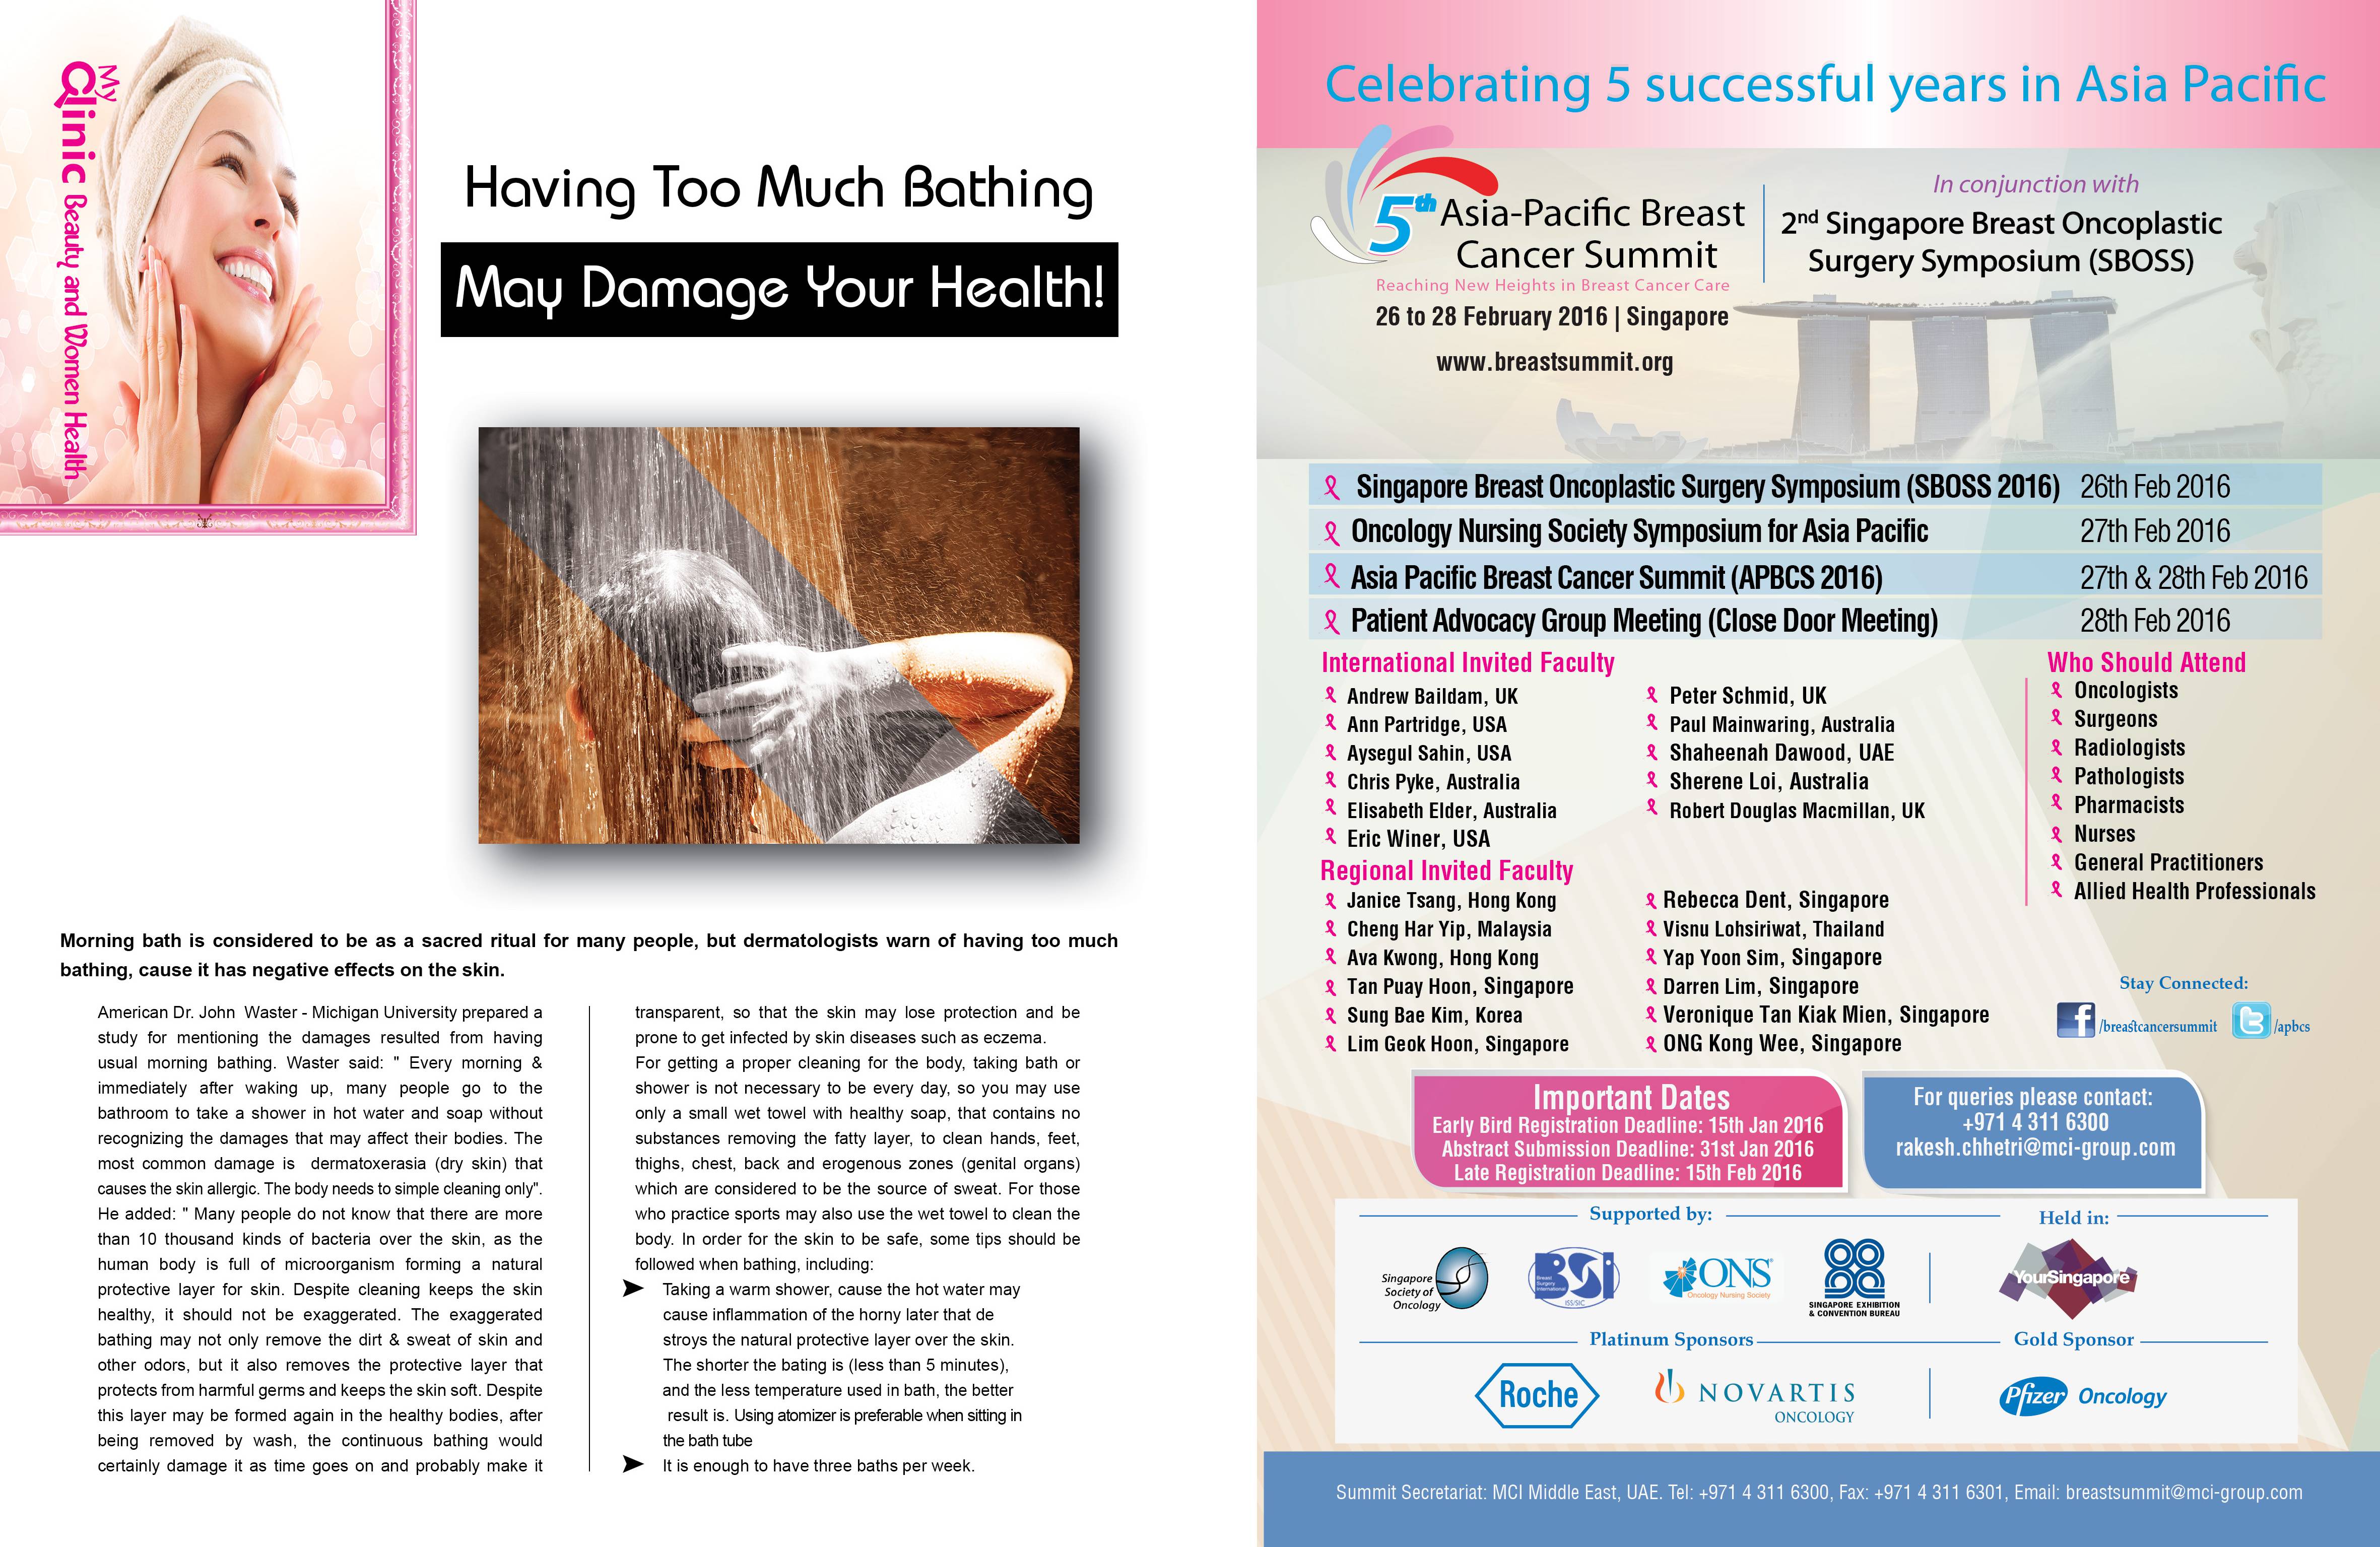 My
Clinic Beauty and Women Health
Having Too Much Bathing
May Damage Your Health!
Morning bath is considered to be as a sacred ritual for many people, but dermatologists warn of having too much
bathing, cause it has negative effects on the skin.
American Dr. John Waster - Michigan University prepared a
study for mentioning the damages resulted from having
usual morning bathing. Waster said: " Every morning &
immediately after waking up, many people go to the
bathroom to take a shower in hot water and soap without
recognizing the damages that may affect their bodies. The
most common damage is dermatoxerasia (dry skin) that
causes the skin allergic. The body needs to simple cleaning only".
He added: " Many people do not know that there are more
than 10 thousand kinds of bacteria over the skin, as the
human body is full of microorganism forming a natural
protective layer for skin. Despite cleaning keeps the skin
healthy, it should not be exaggerated. The exaggerated
bathing may not only remove the dirt & sweat of skin and
other odors, but it also removes the protective layer that
protects from harmful germs and keeps the skin soft. Despite
this layer may be formed again in the healthy bodies, after
being removed by wash, the continuous bathing would
certainly damage it as time goes on and probably make it
transparent, so that the skin may lose protection and be
prone to get infected by skin diseases such as eczema.
For getting a proper cleaning for the body, taking bath or
shower is not necessary to be every day, so you may use
only a small wet towel with healthy soap, that contains no
substances removing the fatty layer, to clean hands, feet,
thighs, chest, back and erogenous zones (genital organs)
which are considered to be the source of sweat. For those
who practice sports may also use the wet towel to clean the
body. In order for the skin to be safe, some tips should be
followed when bathing, including:
➤ Taking a warm shower, cause the hot water may
cause inflammation of the horny later that de
stroys the natural protective layer over the skin.
The shorter the bating is (less than 5 minutes),
and the less temperature used in bath, the better
result is. Using atomizer is preferable when sitting in
the bath tube
➤ It is enough to have three baths per week.
Celebrating 5 successful years in Asia Pacific
5th Asia-Pacific Breast
Cancer Summit
Reaching New Heights in Breast Cancer Care
26 to 28 February 2016 | Singapore
www.breastsummit.org
In conjunction with
2nd Singapore Breast Oncoplastic
Surgery Symposium (SBOSS)
Singapore Breast Oncoplastic Surgery Symposium (SBOSS 2016) 26th Feb 2016
Oncology Nursing Society Symposium for Asia Pacific 27th Feb 2016
Asia Pacific Breast Cancer Summit (APBCS 2016) 27th & 28th Feb 2016
Patient Advocacy Group Meeting (Close Door Meeting) 28th Feb 2016
International Invited Faculty
Andrew Baildam, UK
Ann Partridge, USA
Aysegul Sahin, USA
Chris Pyke, Australia
Elisabeth Elder, Australia
Eric Winer, USA
Peter Schmid, UK
Paul Mainwaring, Australia
Shaheenah Dawood, UAE
Sherene Loi, Australia
Robert Douglas Macmillan, UK
Regional Invited Faculty
Janice Tsang, Hong Kong
Cheng Har Yip, Malaysia
Ava Kwong, Hong Kong
Tan Puay Hoon, Singapore
Sung Bae Kim, Korea
Lim Geok Hoon, Singapore
Rebecca Dent, Singapore
Visnu Lohsiriwat, Thailand
Yap Yoon Sim, Singapore
Darren Lim, Singapore
Veronique Tan Kiak Mien, Singapore
ONG Kong Wee, Singapore
Who Should Attend
Oncologists
Surgeons
Radiologists
Pathologists
Pharmacists
Nurses
General Practitioners
Allied Health Professionals
Stay Connected:
f /breastcancersummit t /apbcs
Important Dates
Early Bird Registration Deadline: 15th Jan 2016
Abstract Submission Deadline: 31st Jan 2016
Late Registration Deadline: 15th Feb 2016
For queries please contact:
+971 4 311 6300
rakesh.chhetri@mci-group.com
Supported by:
Singapore
Society of
Oncology
BSI
Breast
Surgery
International
ISS/SIC
ONS
Oncology Nursing Society
SINGAPORE EXHIBITION
& CONVENTION BUREAU
Held in:
YourSingapore
Platinum Sponsors
Roche
NOVARTIS
ONCOLOGY
Gold Sponsor
Pfizer Oncology
Summit Secretariat: MCI Middle East, UAE. Tel: +971 4 311 6300, Fax: +971 4 311 6301, Email: breastsummit@mci-group.com